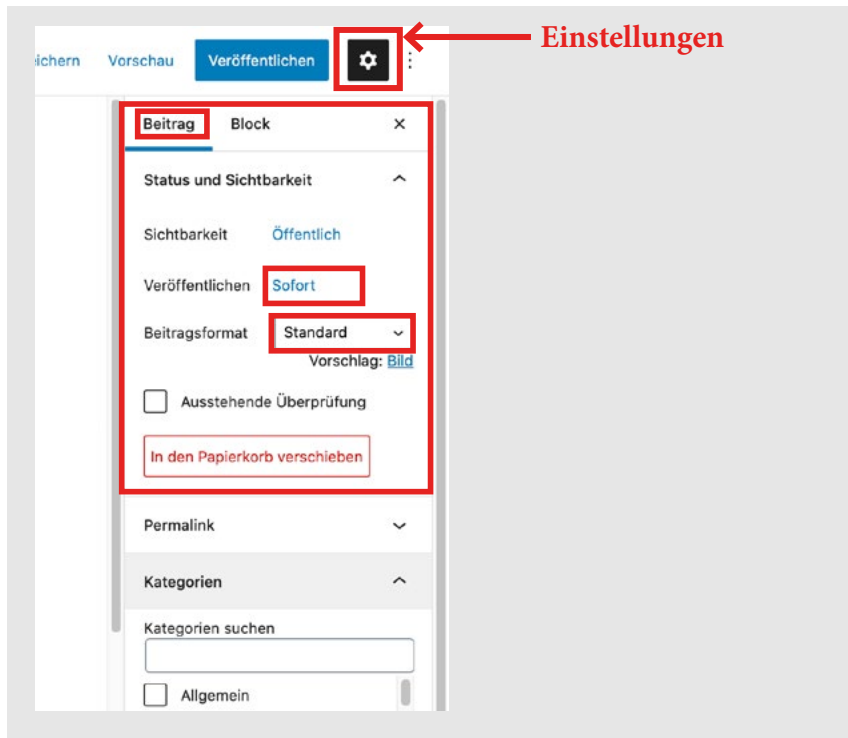 Einstellungen
ichern Vorschau Veröffentlichen
Beitrag Block
Status und Sichtbarkeit
Sichtbarkeit Öffentlich
Veröffentlichen Sofort
Beitragsformat Standard
Vorschlag: Bild
Ausstehende Überprüfung
In den Papierkorb verschieben
Permalink
Kategorien
Kategorien suchen
Allgemein